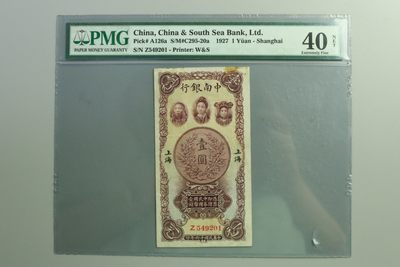 PMG
PAPER MONEY GUARANTY
China, China & South Sea Bank, Ltd.
Pick# A126a S/M#C295-20a 1927 1 Yüan - Shanghai
S/N Z549201 - Printer: W&S
40 NET
Extremely Fine
中南銀行
上海
壹圓
上海
Z 549201